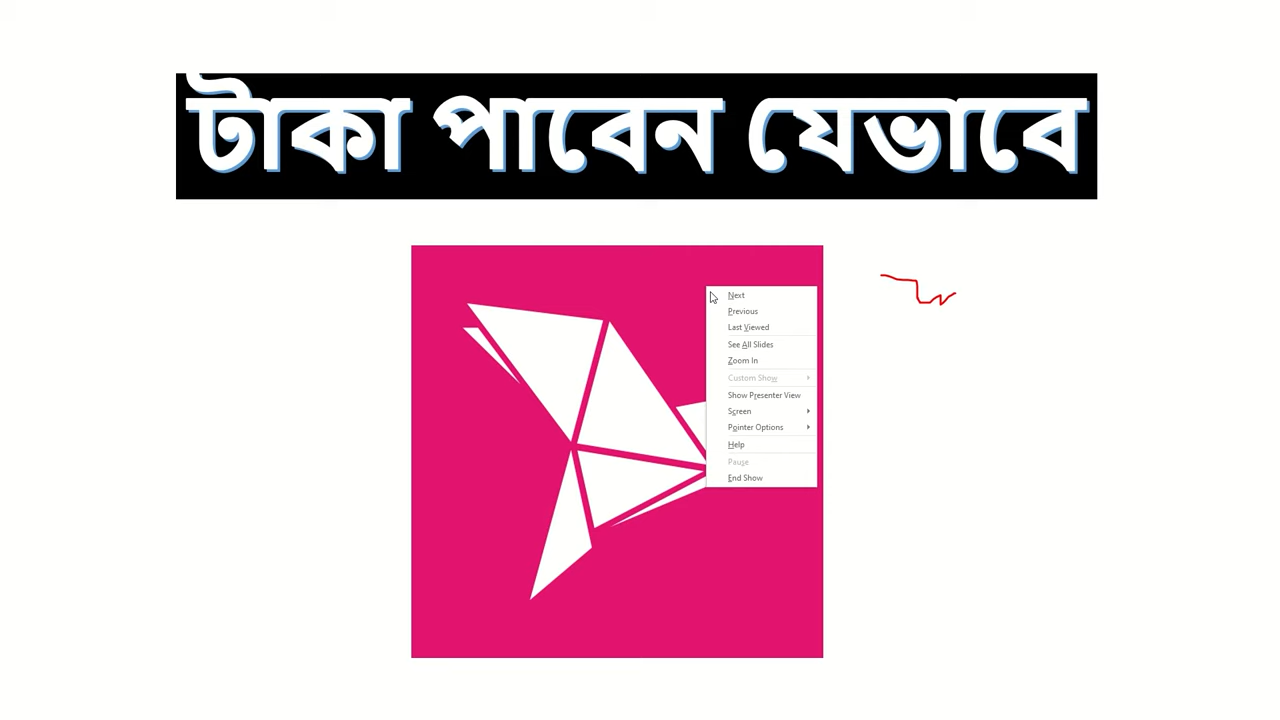 টাকা পাবেন যেভাবে
Next
Previous
Last Viewed
See All Slides
Zoom In
Custom Show
Show Presenter View
Screen
Pointer Options
Help
Pause
End Show